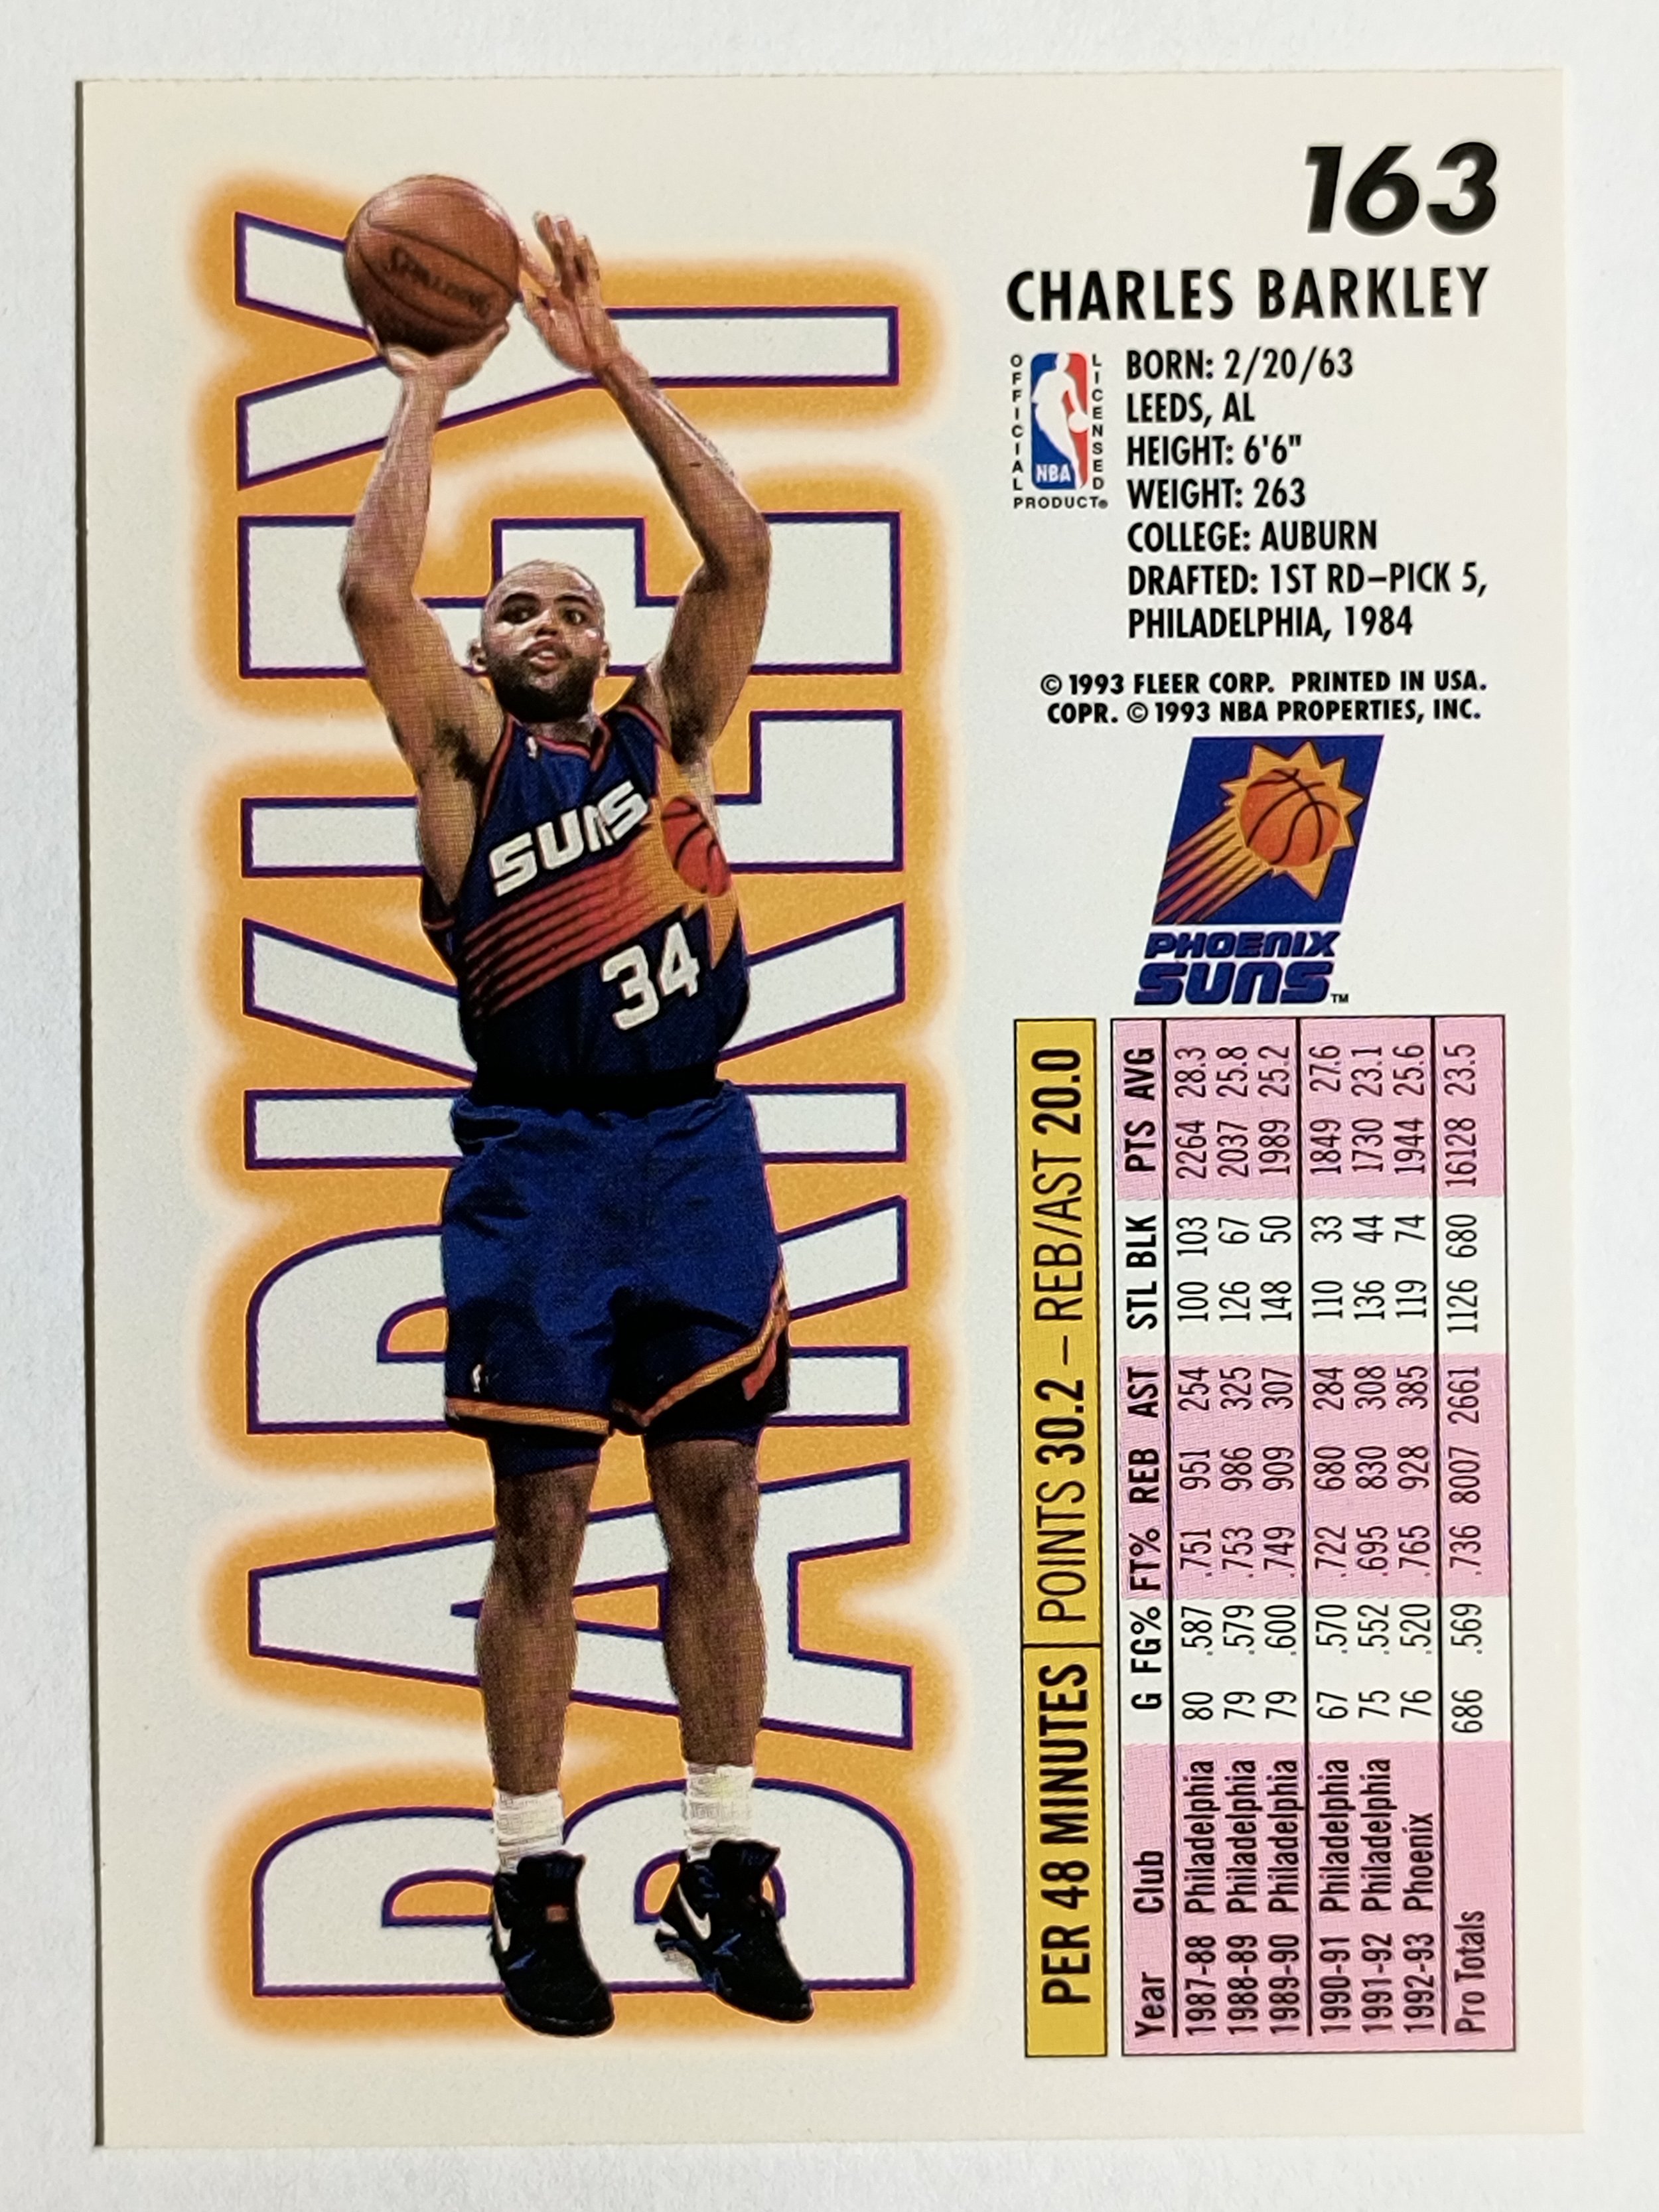 163
CHARLES BARKLEY
OFFICIAL LICENSED
NBA
PRODUCT®
BORN: 2/20/63
LEEDS, AL
HEIGHT: 6'6"
WEIGHT: 263
COLLEGE: AUBURN
DRAFTED: 1ST RD–PICK 5,
PHILADELPHIA, 1984
© 1993 FLEER CORP. PRINTED IN USA.
COPR. © 1993 NBA PROPERTIES, INC.
PHOENIX
SUNS™
BARKLEY
SPALDING
SUNS
34
PER 48 MINUTES | POINTS 30.2 – REB/AST 20.0
Year Club G FG% FT% REB AST STL BLK PTS AVG
1987-88 Philadelphia 80 .587 .751 951 254 100 103 2264 28.3
1988-89 Philadelphia 79 .579 .753 986 325 126 67 2037 25.8
1989-90 Philadelphia 79 .600 .749 909 307 148 50 1989 25.2
1990-91 Philadelphia 67 .570 .722 680 284 110 33 1849 27.6
1991-92 Philadelphia 75 .552 .695 830 308 136 44 1730 23.1
1992-93 Phoenix 76 .520 .765 928 385 119 74 1944 25.6
Pro Totals 686 .569 .736 8007 2661 1126 680 16128 23.5